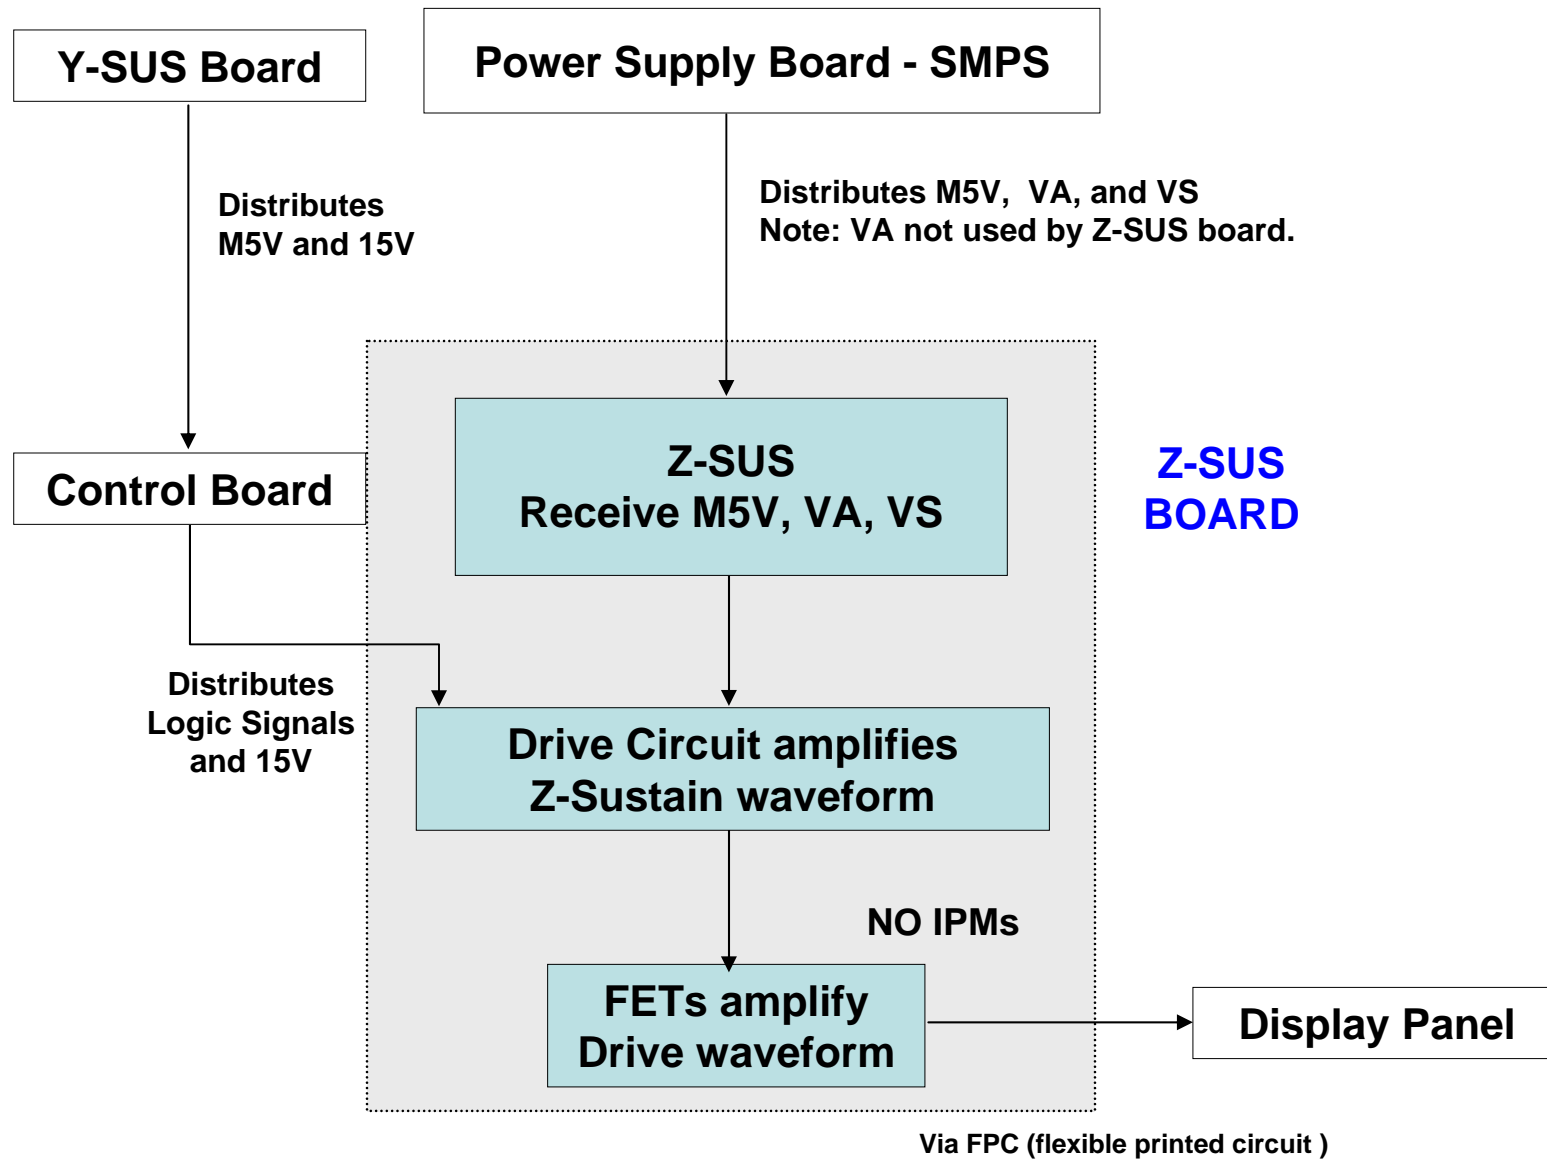 Y-SUS Board
Power Supply Board - SMPS
Distributes
M5V and 15V
Distributes M5V,  VA, and VS
Note: VA not used by Z-SUS board.
Control Board
Z-SUS
Receive M5V, VA, VS
Z-SUS
BOARD
Distributes
Logic Signals
and 15V
Drive Circuit amplifies
Z-Sustain waveform
NO IPMs
FETs amplify
Drive waveform
Display Panel
Via FPC (flexible printed circuit )